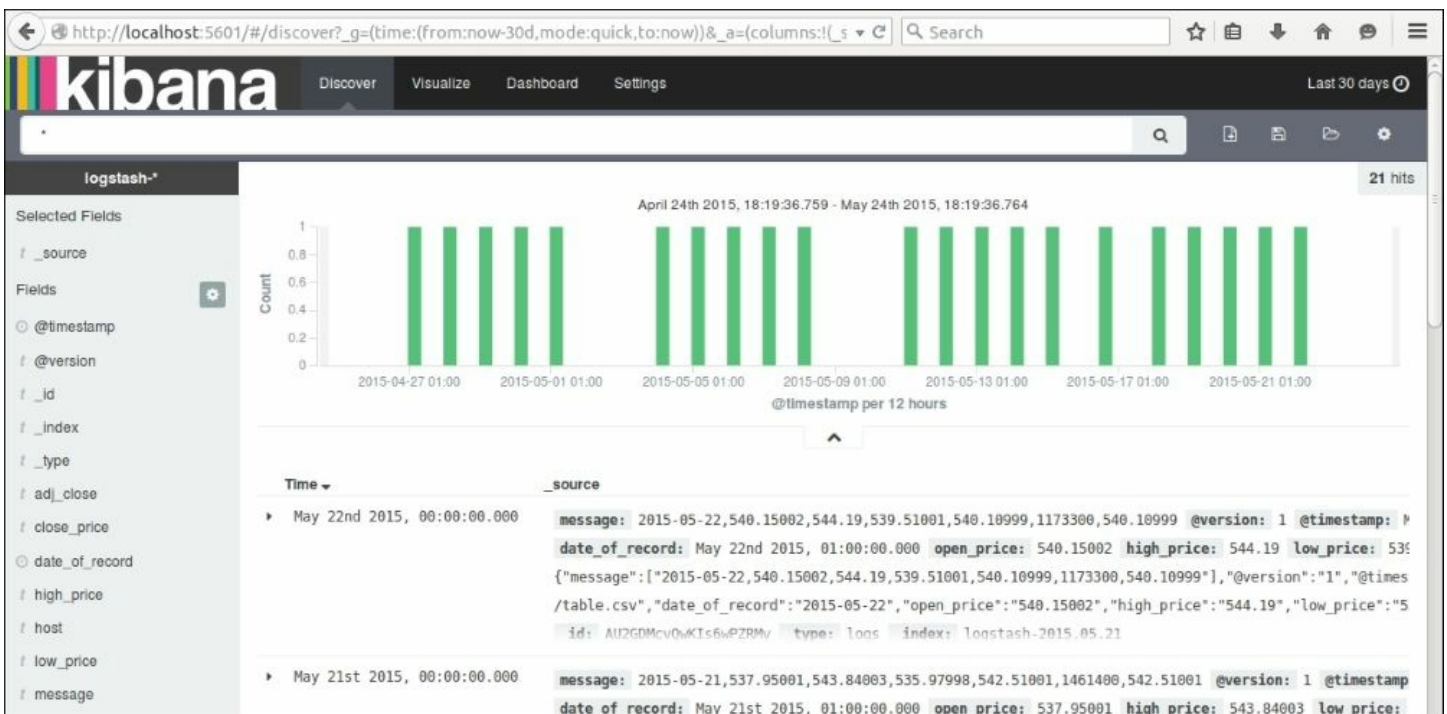 http://localhost:5601/#/discover?_g=(time:(from:now-30d,mode:quick,to:now))&_a=(columns:!(_s
Search
kibana
Discover Visualize Dashboard Settings
Last 30 days
*
logstash-*
21 hits
Selected Fields
t _source
Fields
@timestamp
t @version
t _id
t _index
t _type
t adj_close
t close_price
date_of_record
t high_price
t host
t low_price
t message
April 24th 2015, 18:19:36.759 - May 24th 2015, 18:19:36.764
Count
1
0.8
0.6
0.4
0.2
0
2015-04-27 01:00 2015-05-01 01:00 2015-05-05 01:00 2015-05-09 01:00 2015-05-13 01:00 2015-05-17 01:00 2015-05-21 01:00
@timestamp per 12 hours
Time _source
May 22nd 2015, 00:00:00.000
message: 2015-05-22,540.15002,544.19,539.51001,540.10999,1173300,540.10999 @version: 1 @timestamp:
date_of_record: May 22nd 2015, 01:00:00.000 open_price: 540.15002 high_price: 544.19 low_price: 539
{"message":["2015-05-22,540.15002,544.19,539.51001,540.10999,1173300,540.10999"],"@version":"1","@times
/table.csv","date_of_record":"2015-05-22","open_price":"540.15002","high_price":"544.19","low_price":"5
_id: AU2GDMcvQwKIs6wPZRMv _type: logs _index: logstash-2015.05.21
May 21st 2015, 00:00:00.000
message: 2015-05-21,537.95001,543.84003,535.97998,542.51001,1461400,542.51001 @version: 1 @timestamp
date_of_record: May 21st 2015, 01:00:00.000 open_price: 537.95001 high_price: 543.84003 low_price: